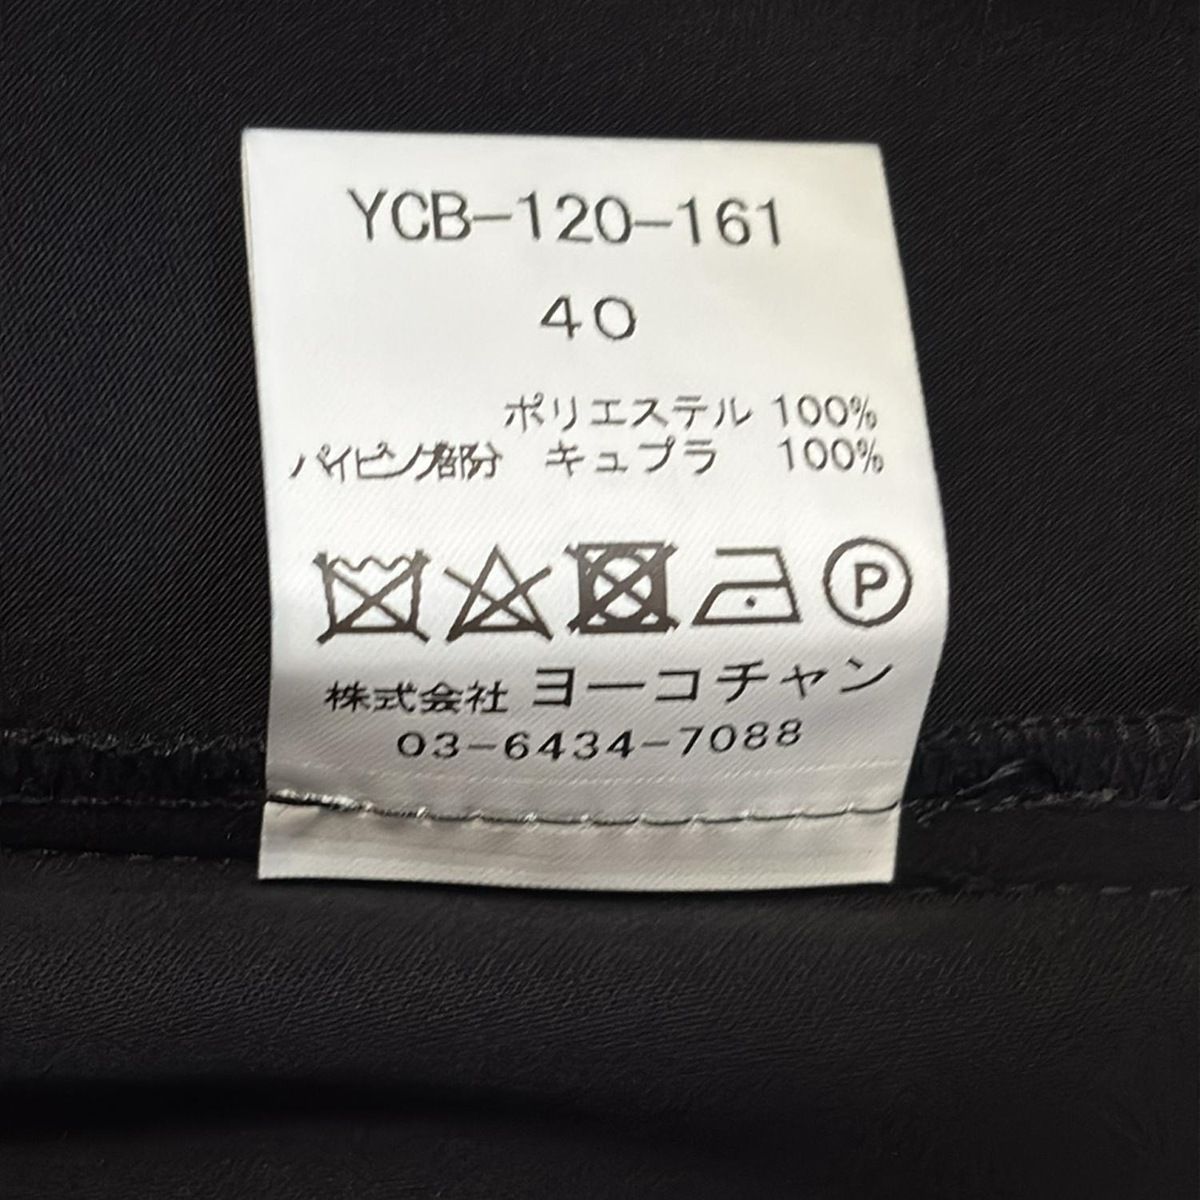 YCB-120-161
40
ポリエステル 100%
パイピング部分 キュプラ 100%
P
株式会社 ヨーコチャン
03-6434-7088